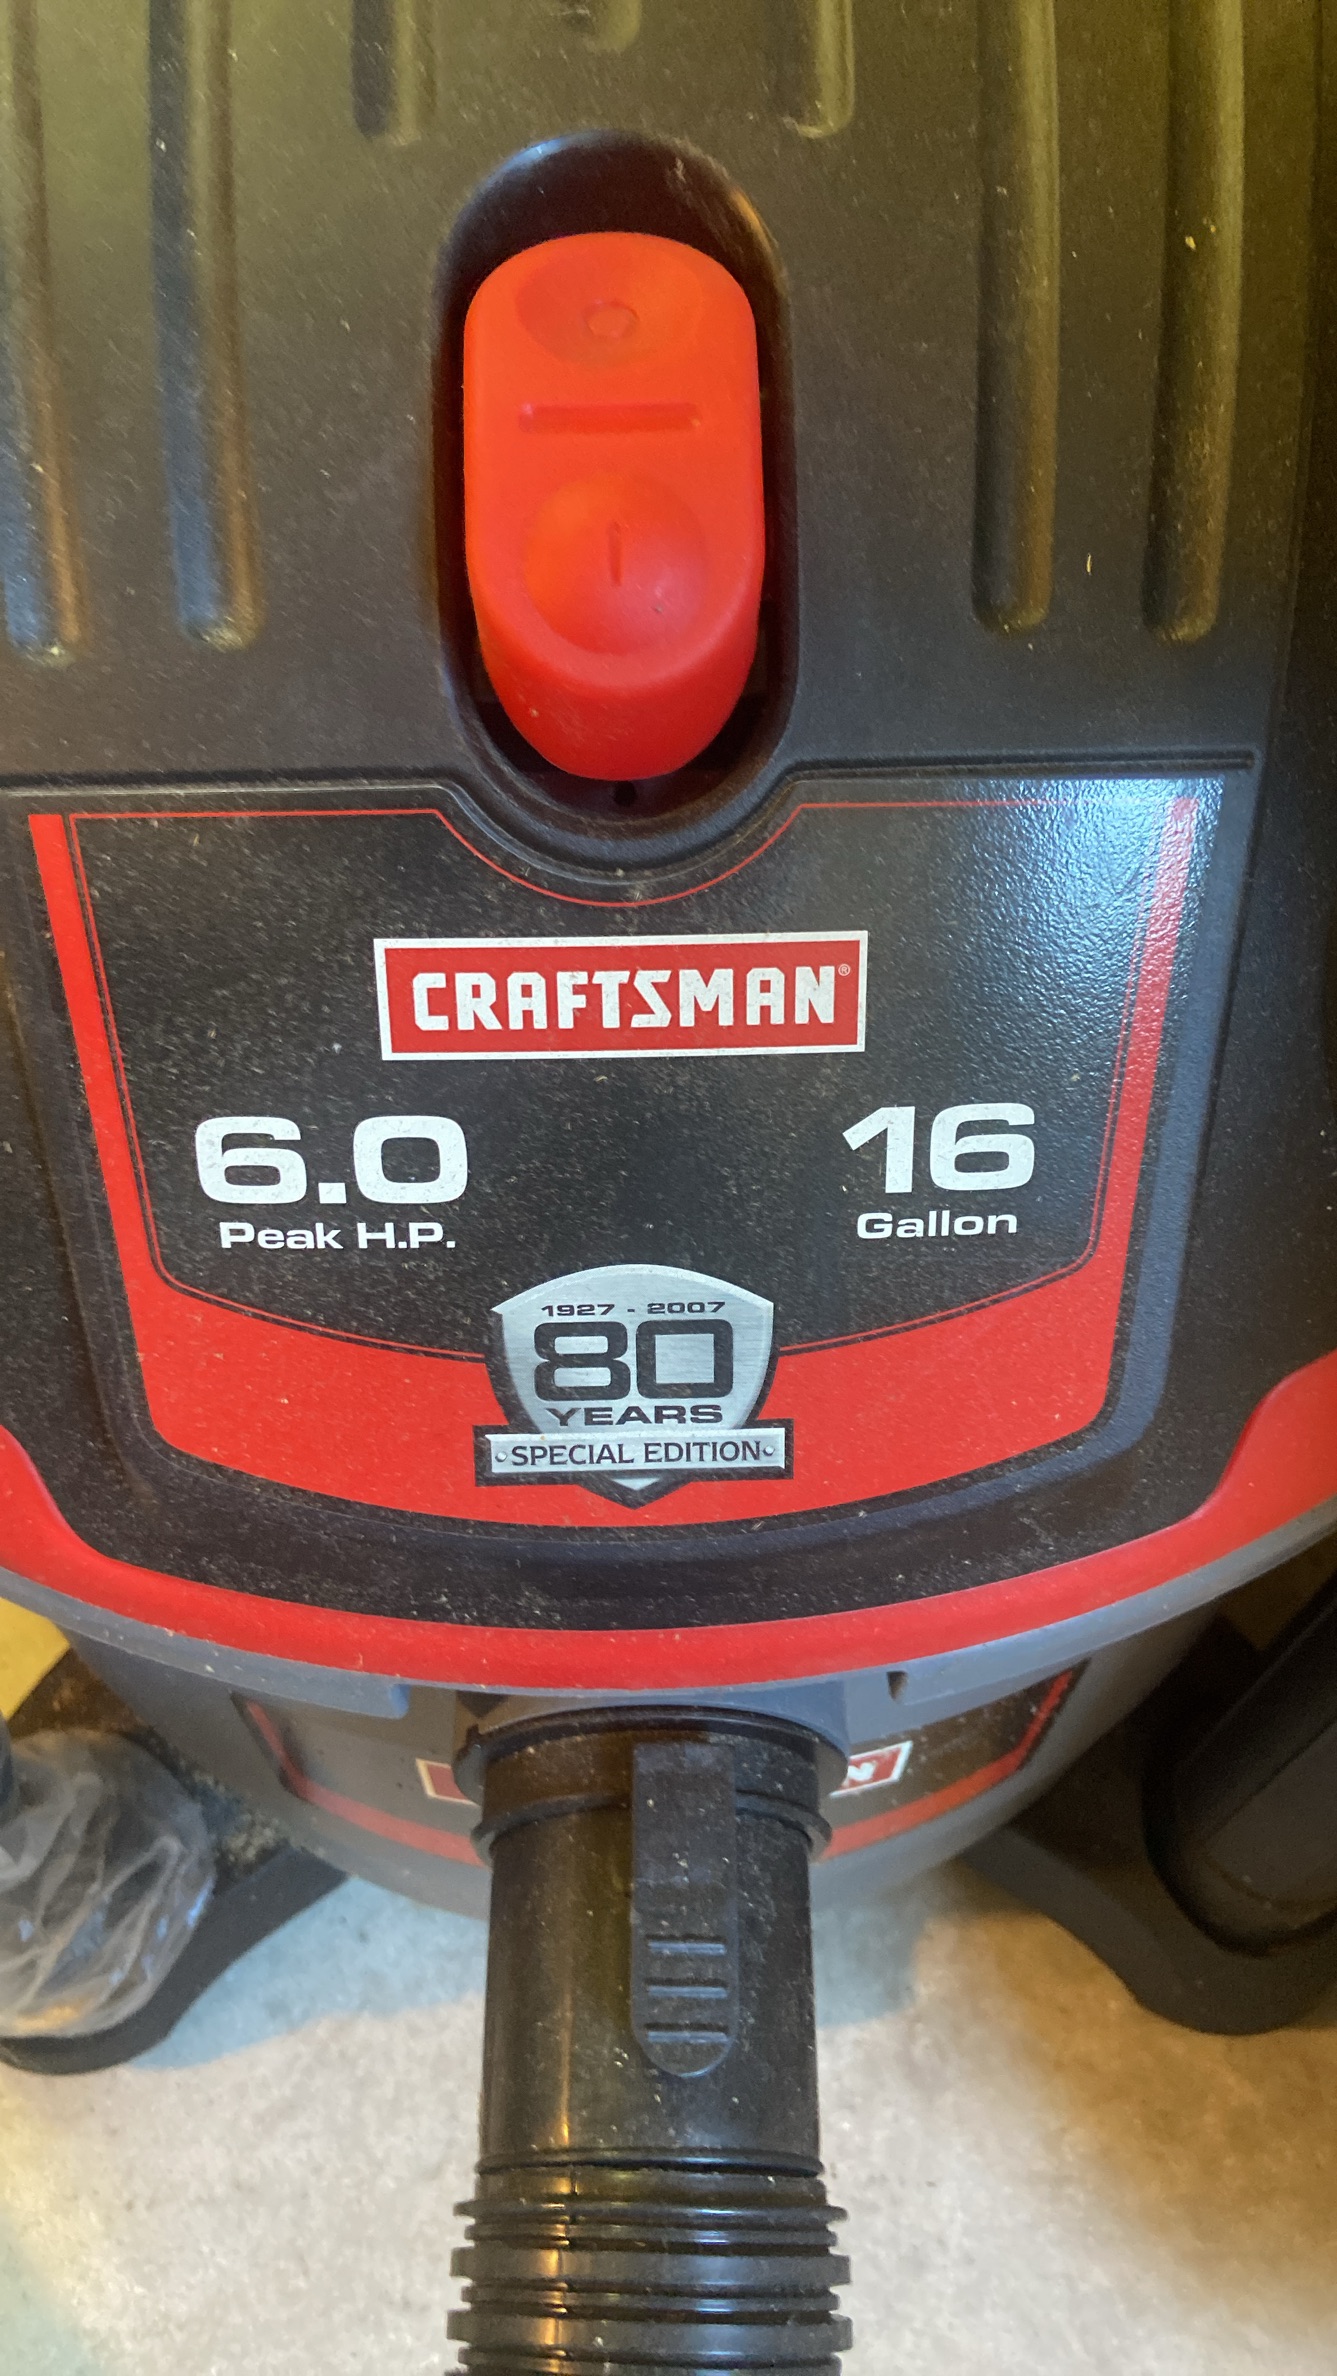 CRAFTSMAN®
6.0 16
Peak H.P. Gallon
1927 - 2007
80
YEARS
SPECIAL EDITION
N